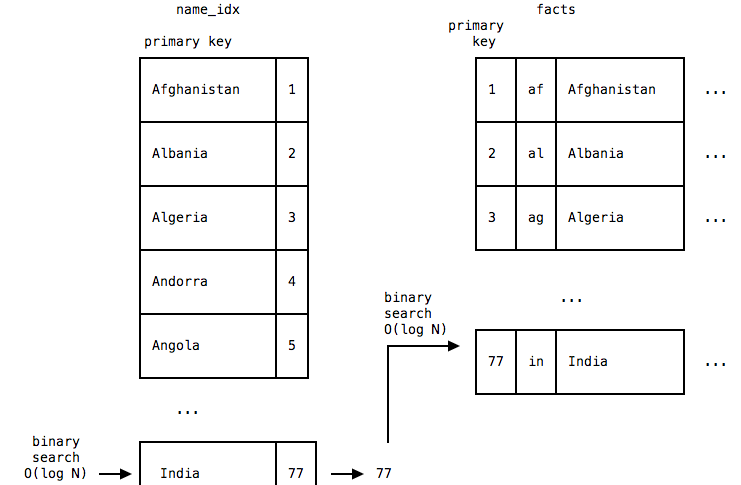 name_idx
facts
primary key
primary
key
Afghanistan 1
Albania 2
Algeria 3
Andorra 4
Angola 5
...
binary
search
O(log N)
India 77
77
binary
search
O(log N)
1 af Afghanistan ...
2 al Albania ...
3 ag Algeria ...
...
77 in India ...